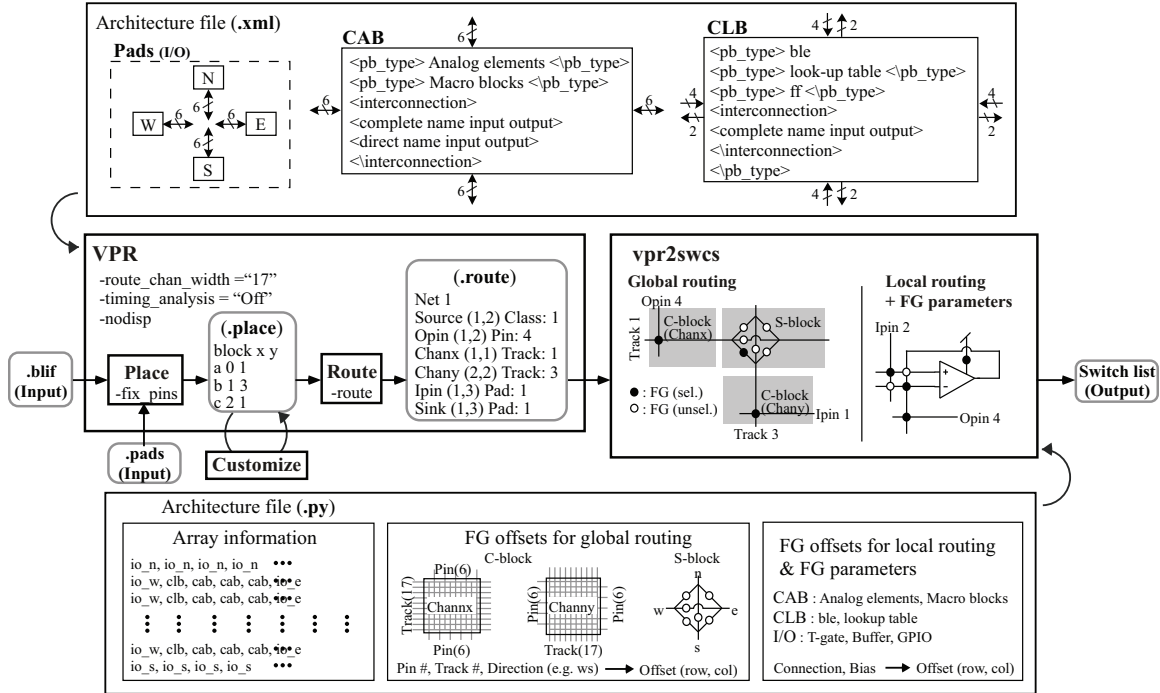 Architecture file (.xml)
Pads (I/O)
N
6
W
6
6
E
6
S
CAB
6
<pb_type> Analog elements <\pb_type>
<pb_type> Macro blocks <\pb_type>
<interconnection>
<complete name input output>
<direct name input output>
<\interconnection>
6
6
6
CLB
4
2
<pb_type> ble
<pb_type> look-up table <\pb_type>
<pb_type> ff <\pb_type>
<interconnection>
<complete name input output>
<\interconnection>
<\pb_type>
4
2
4
2
4
2
VPR
-route_chan_width ="17"
-timing_analysis = "Off"
-nodisp
.blif
(Input)
Place
-fix_pins
.pads
(Input)
(.place)
block x y
a 0 1
b 1 3
c 2 1
Customize
Route
-route
(.route)
Net 1
Source (1,2) Class: 1
Opin (1,2) Pin: 4
Chanx (1,1) Track: 1
Chany (2,2) Track: 3
Ipin (1,3) Pad: 1
Sink (1,3) Pad: 1
vpr2swcs
Global routing
Opin 4
Track 1
C-block
(Chanx)
S-block
C-block
(Chany)
Ipin 1
Track 3
: FG (sel.)
: FG (unsel.)
Local routing
+ FG parameters
Ipin 2
+
-
Opin 4
Switch list
(Output)
Architecture file (.py)
Array information
io_n, io_n, io_n, io_n
io_w, clb, cab, cab, cab, io_e
io_w, cab, cab, cab, cab, io_e
io_w, clb, cab, cab, cab, io_e
io_s, io_s, io_s, io_s
FG offsets for global routing
C-block
S-block
Pin(6)
Track(17)
Channx
Pin(6)
Pin(6)
Channy
Pin(6)
Track(17)
n
w
e
s
Pin #, Track #, Direction (e.g. ws) → Offset (row, col)
FG offsets for local routing
& FG parameters
CAB : Analog elements, Macro blocks
CLB : ble, lookup table
I/O : T-gate, Buffer, GPIO
Connection, Bias → Offset (row, col)